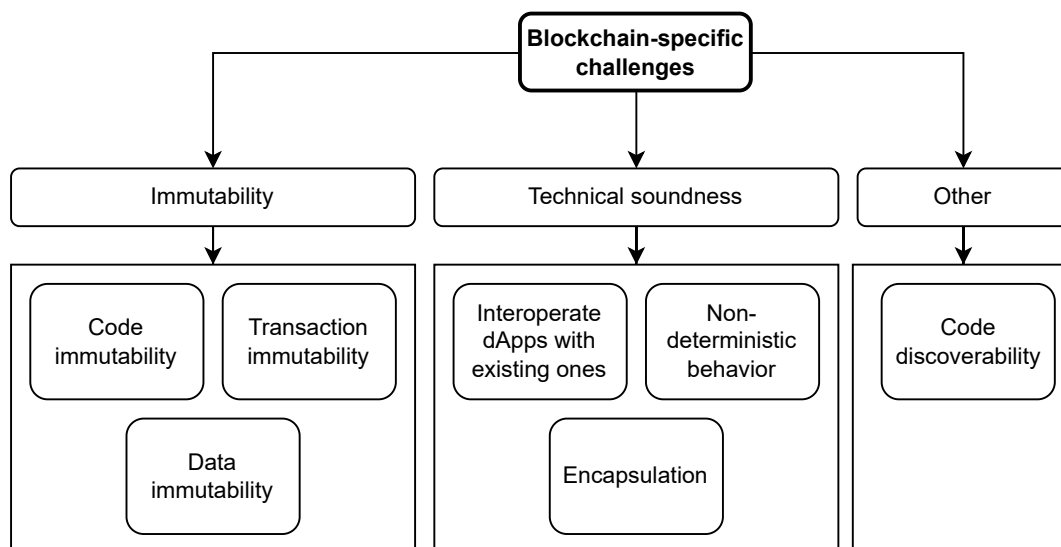 Blockchain-specific
challenges
Immutability
Technical soundness
Other
Code
immutability
Transaction
immutability
Data
immutability
Interoperate
dApps with
existing ones
Non-
deterministic
behavior
Encapsulation
Code
discoverability